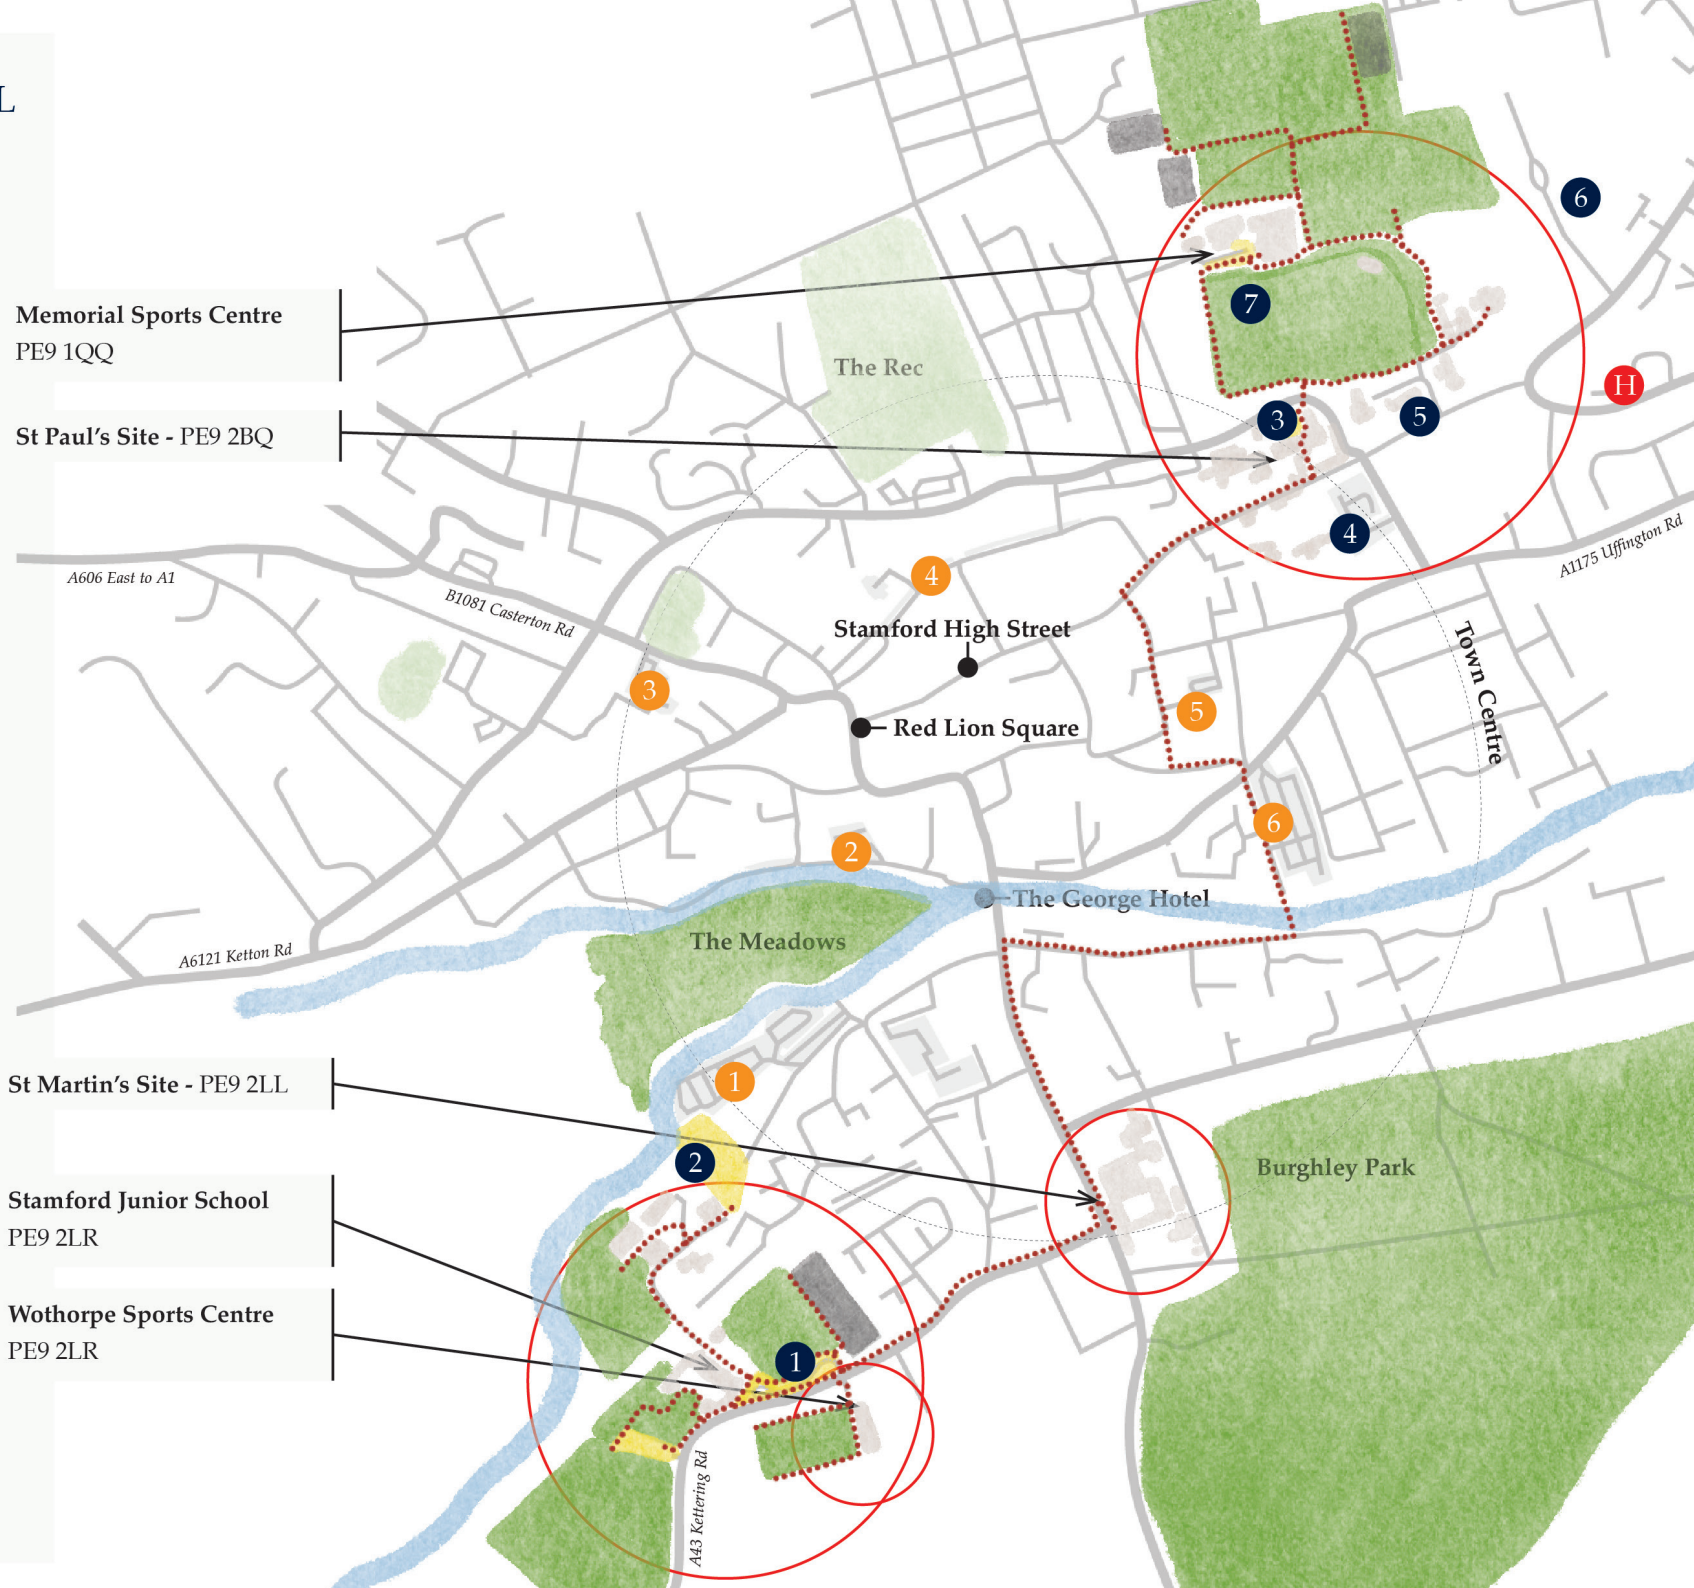 L
6
Memorial Sports Centre
PE9 1QQ
7
The Rec
H
St Paul's Site - PE9 2BQ
3
5
4
A1175 Uffington Rd
A606 East to A1
4
B1081 Casterton Rd
Stamford High Street
Town Centre
3
5
Red Lion Square
6
2
The George Hotel
The Meadows
A6121 Ketton Rd
St Martin's Site - PE9 2LL
1
2
Burghley Park
Stamford Junior School
PE9 2LR
Wothorpe Sports Centre
PE9 2LR
1
A43 Kettering Rd